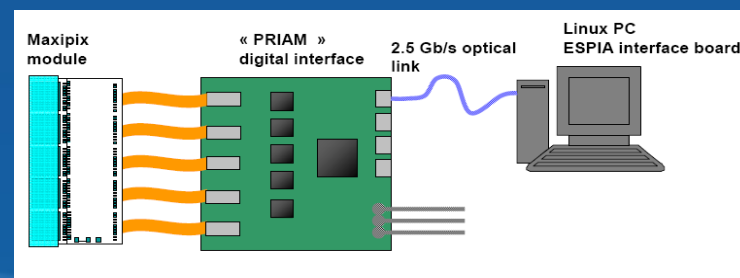 Maxipix
module
« PRIAM »
digital interface
2.5 Gb/s optical
link
Linux PC
ESPIA interface board